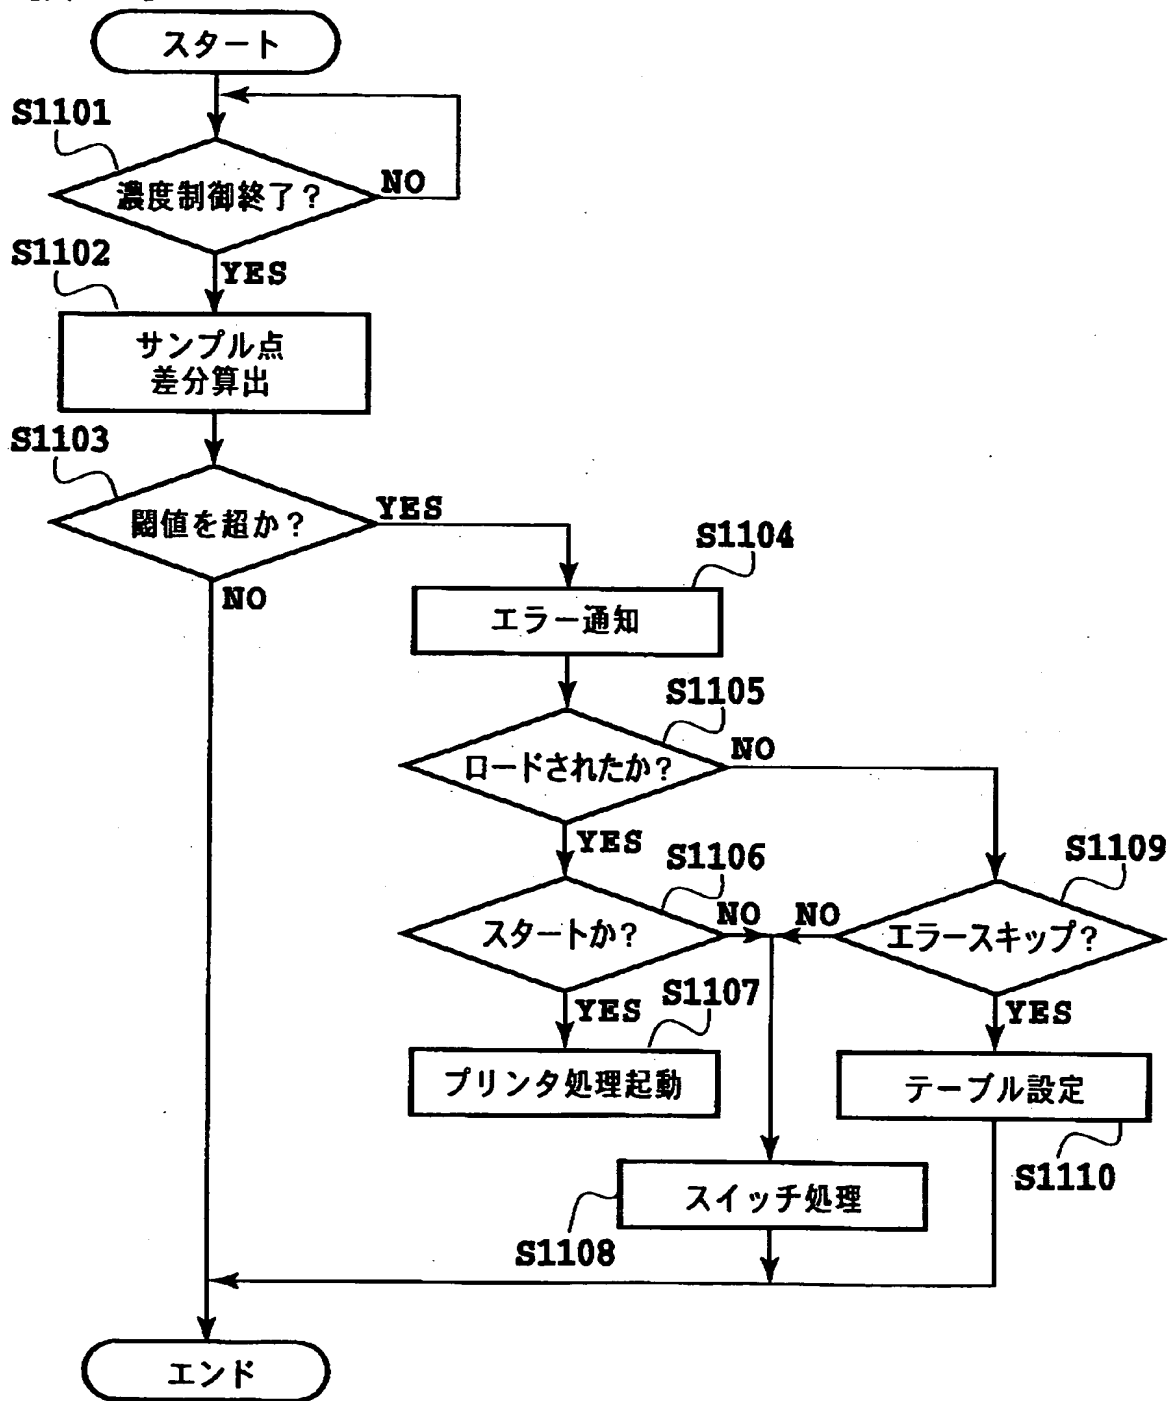 スタート
S1101
濃度制御終了？
NO
S1102
YES
サンプル点
差分算出
S1103
閾値を超か？
YES
NO
S1104
エラー通知
S1105
ロードされたか？
NO
YES
S1106
S1109
スタートか？
NO
NO
エラースキップ？
YES
S1107
YES
プリンタ処理起動
テーブル設定
S1110
スイッチ処理
S1108
エンド